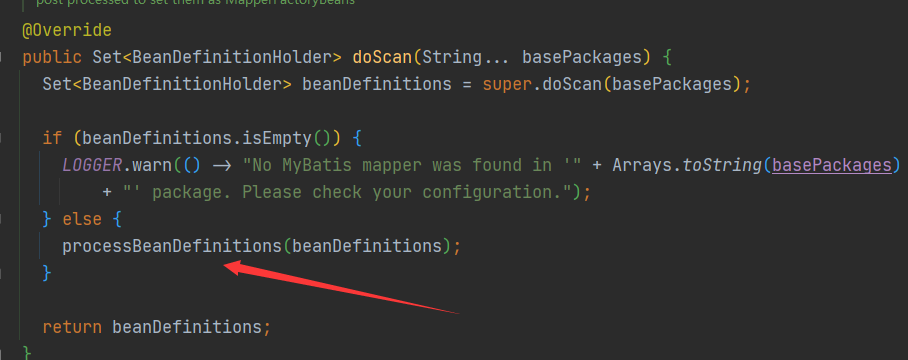 post processed to set them as MapperFactoryBeans
@Override
public Set<BeanDefinitionHolder> doScan(String... basePackages) {
Set<BeanDefinitionHolder> beanDefinitions = super.doScan(basePackages);
if (beanDefinitions.isEmpty()) {
LOGGER.warn(() -> "No MyBatis mapper was found in '" + Arrays.toString(basePackages)
+ "' package. Please check your configuration.");
} else {
processBeanDefinitions(beanDefinitions);
}
return beanDefinitions;
}